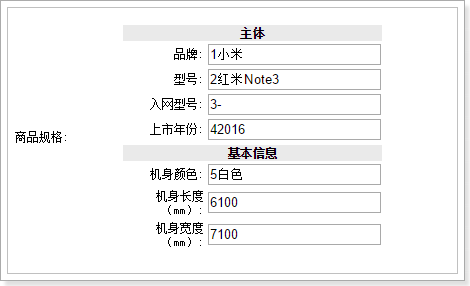 主体
品牌: 1小米
型号: 2红米Note3
入网型号: 3-
上市年份: 42016
商品规格:
基本信息
机身颜色: 5白色
机身长度
（mm）: 6100
机身宽度
（mm）: 7100